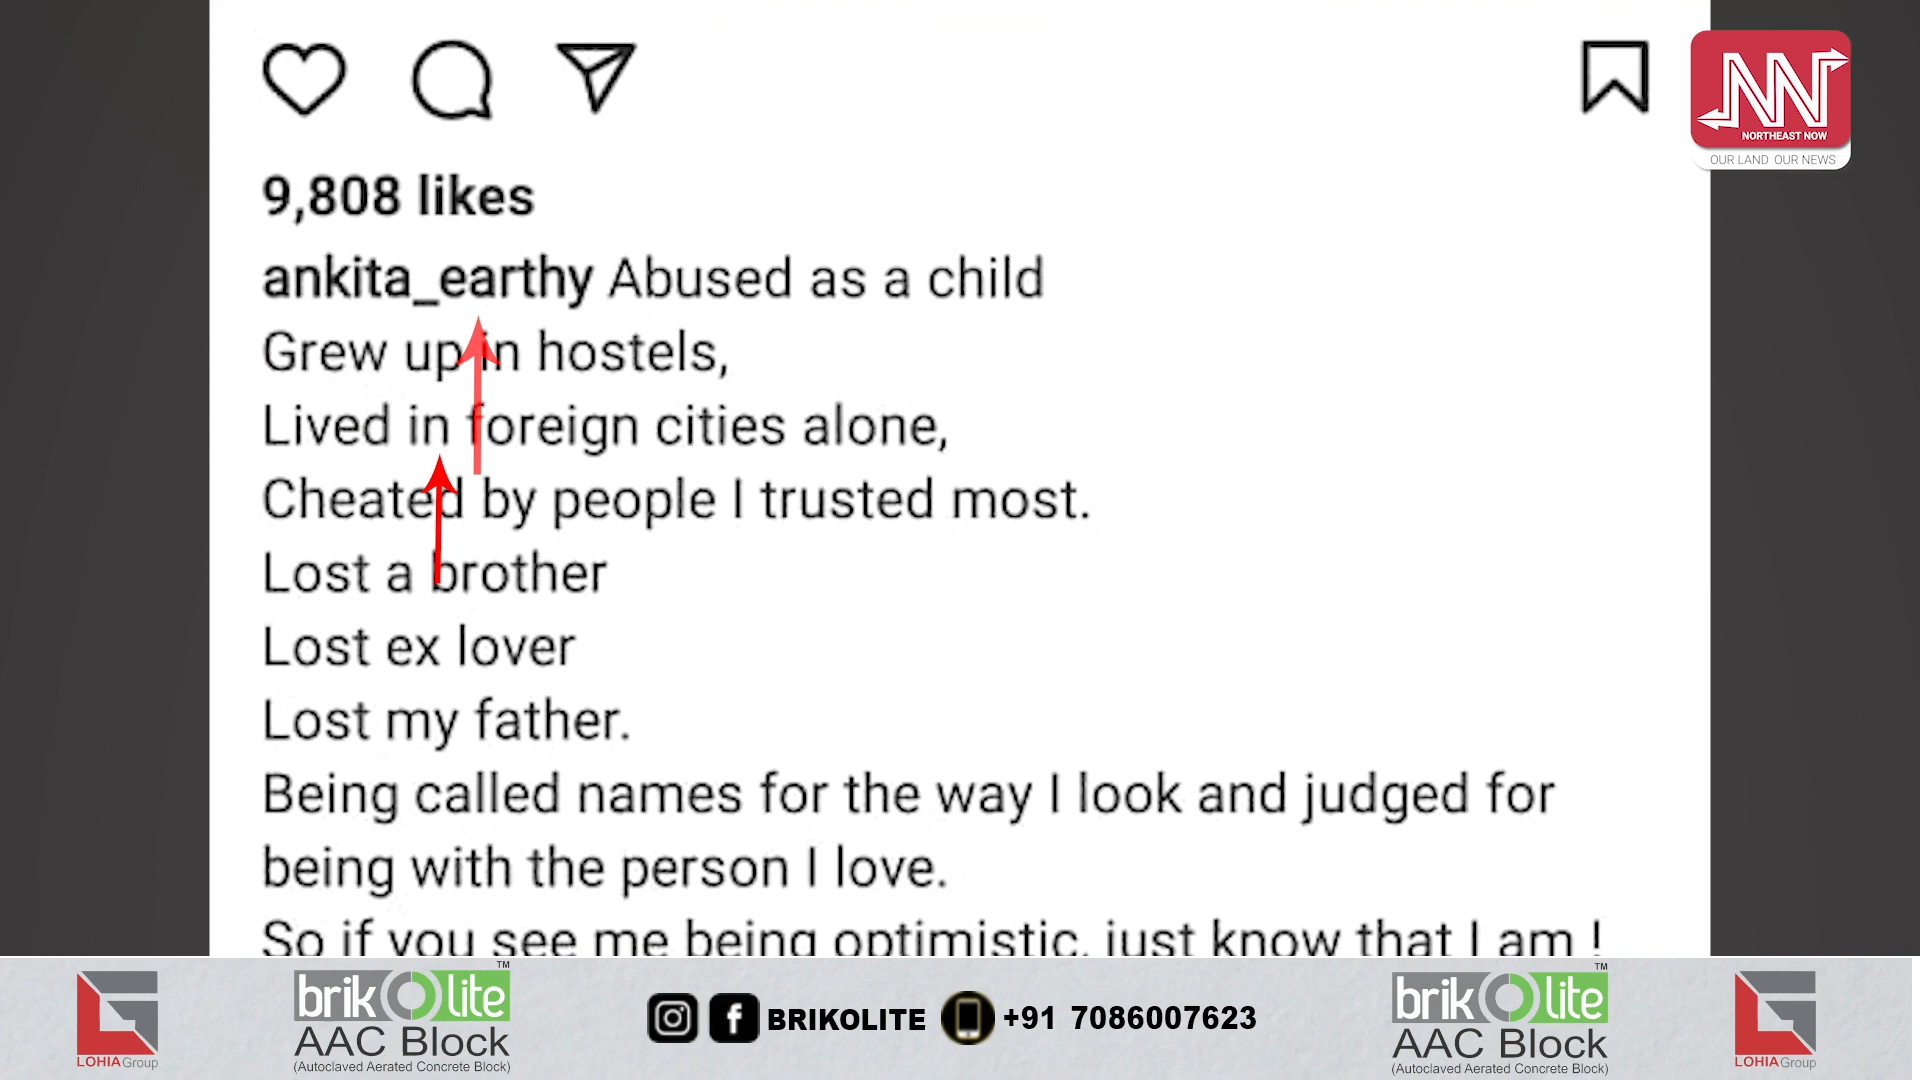 NN
NORTHEAST NOW
OUR LAND OUR NEWS
9,808 likes
ankita_earthy Abused as a child
Grew up in hostels,
Lived in foreign cities alone,
Cheated by people I trusted most.
Lost a brother
Lost ex lover
Lost my father.
Being called names for the way I look and judged for
being with the person I love.
So if you see me being optimistic, just know that I am !
LOHIA Group
brikOlite™
AAC Block
(Autoclaved Aerated Concrete Block)
BRIKOLITE +91 7086007623
brikOlite™
AAC Block
(Autoclaved Aerated Concrete Block)
LOHIA Group